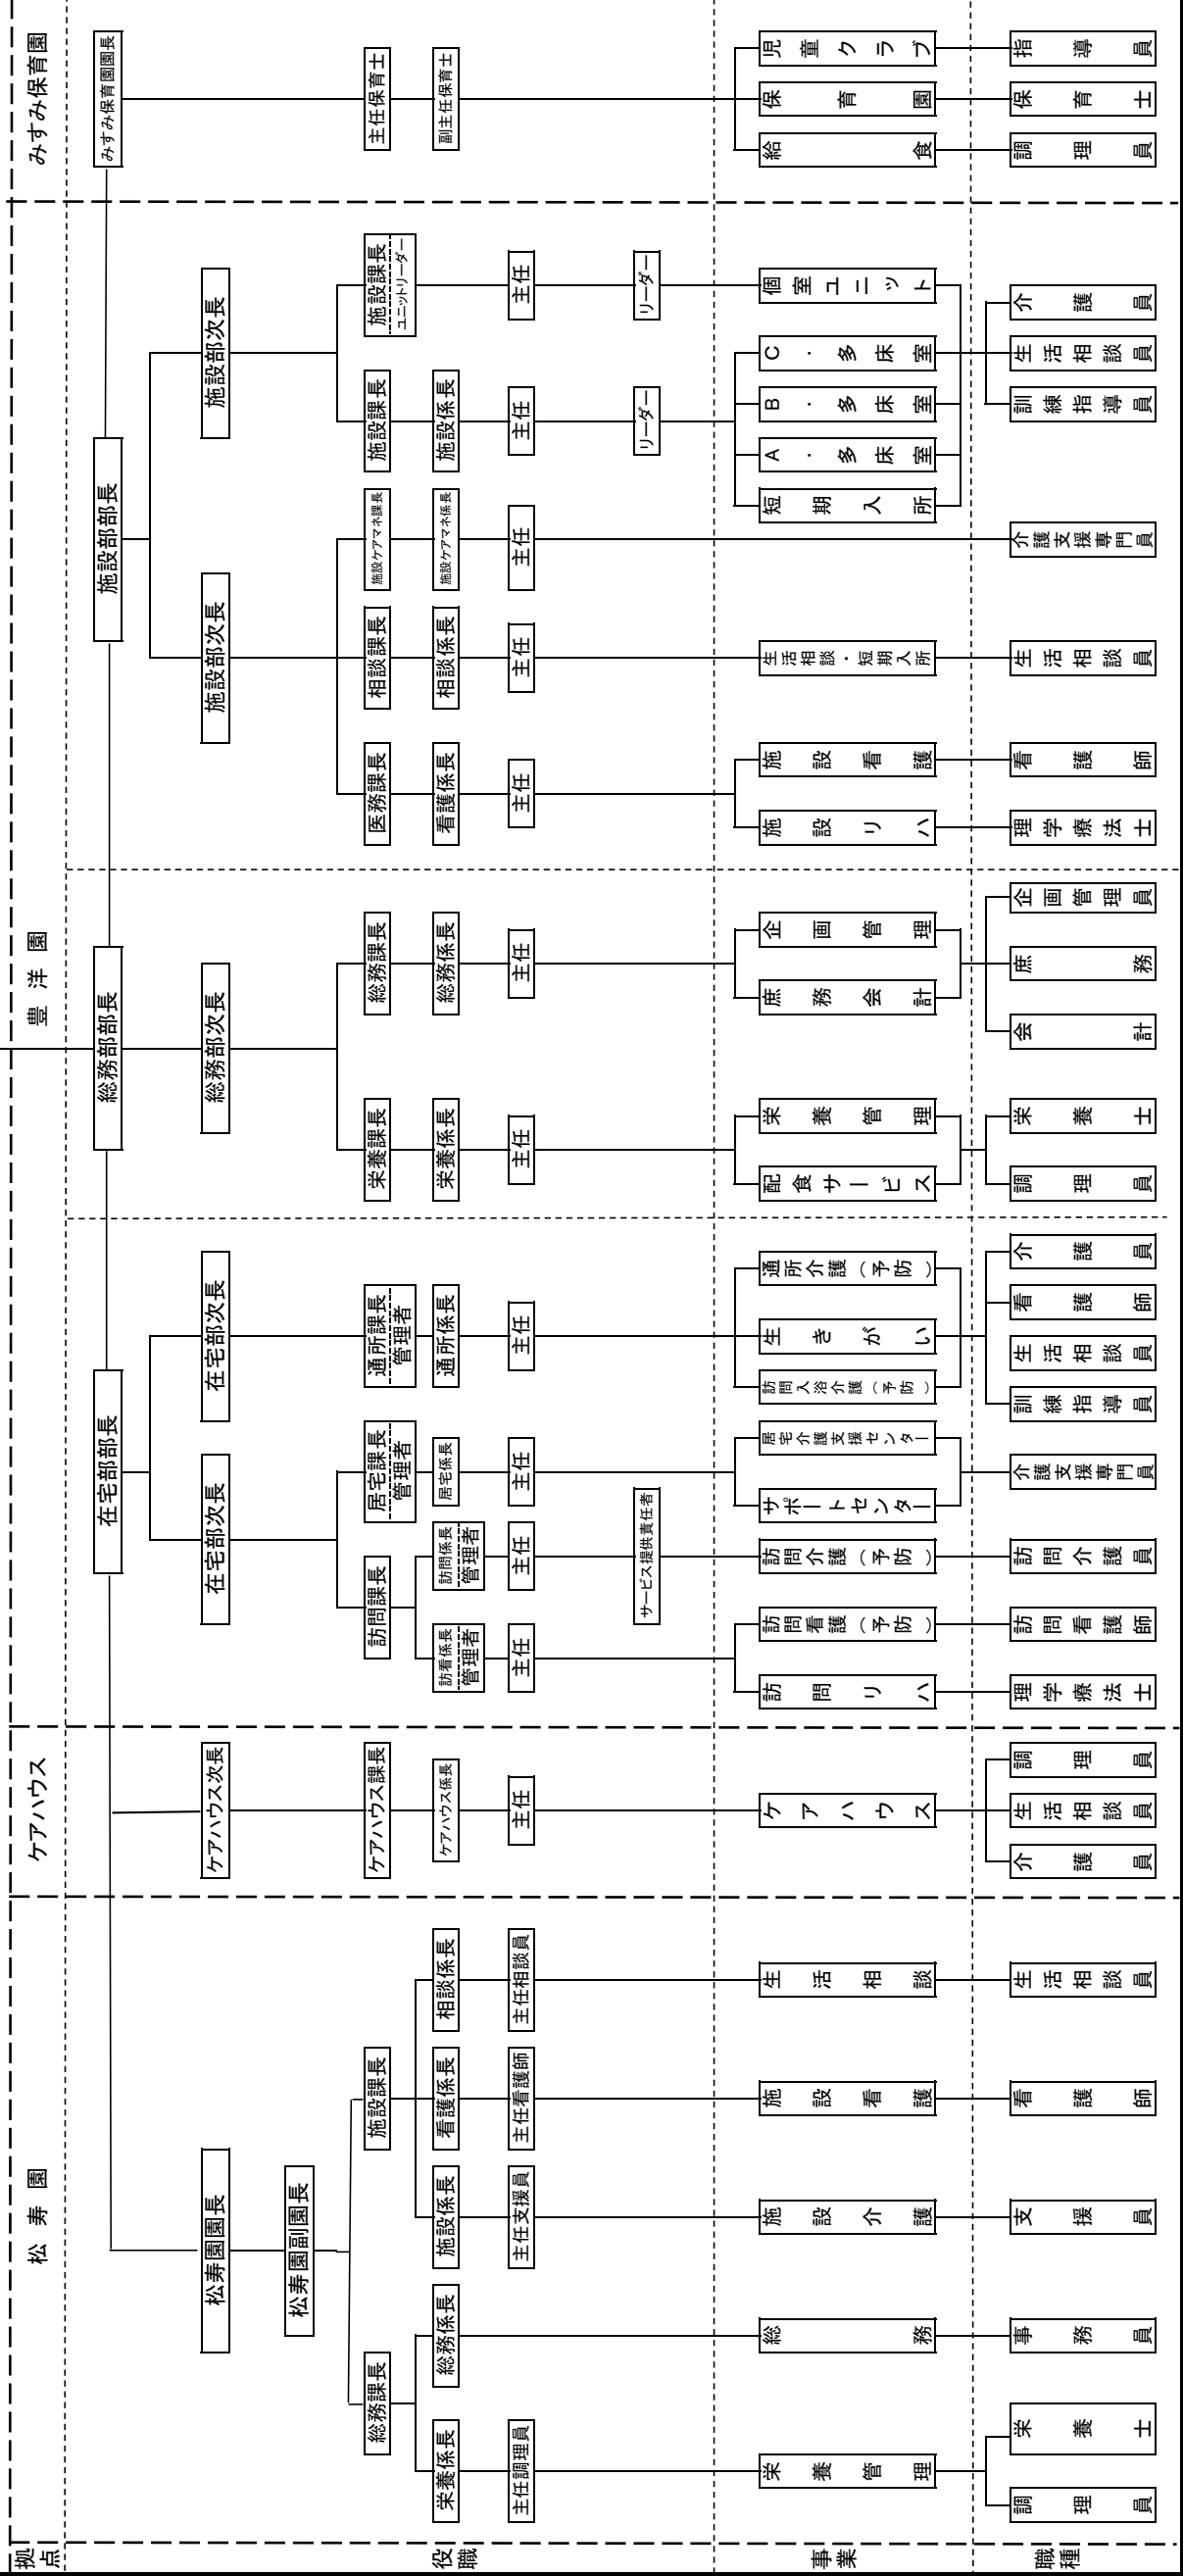 拠点
松寿園
ケアハウス
豊洋園
みすみ保育園
役職
在宅部部長
総務部部長
施設部部長
みすみ保育園園長
松寿園園長
ケアハウス次長
在宅部次長
在宅部次長
総務部次長
施設部次長
施設部次長
松寿園副園長
総務課長
施設課長
ケアハウス課長
訪問課長
居宅課長
管理者
通所課長
管理者
栄養課長
総務課長
医務課長
相談課長
施設ケアマネ課長
施設課長
施設課長
ユニットリーダー
主任保育士
栄養係長
総務係長
施設係長
看護係長
相談係長
ケアハウス係長
訪看係長
管理者
訪問係長
管理者
居宅係長
通所係長
栄養係長
総務係長
看護係長
相談係長
施設ケアマネ係長
施設係長
副主任保育士
主任調理員
主任支援員
主任看護師
主任相談員
主任
主任
主任
主任
主任
主任
主任
主任
主任
主任
主任
主任
サービス提供責任者
リーダー
リーダー
事業
栄養管理
総務
施設介護
施設看護
生活相談
ケアハウス
訪問リハ
訪問看護(予防)
訪問介護(予防)
サポートセンター
居宅介護支援センター
訪問入浴介護(予防)
生きがい
通所介護(予防)
配食サービス
栄養管理
庶務会計
企画管理
施設リハ
施設看護
生活相談・短期入所
短期入所
A・多床室
B・多床室
C・多床室
個室ユニット
給食
保育園
児童クラブ
職種
調理員
栄養士
事務員
支援員
看護師
生活相談員
介護員
生活相談員
調理員
理学療法士
訪問看護師
訪問介護員
介護支援専門員
訓練指導員
生活相談員
看護師
介護員
調理員
栄養士
会計
庶務
企画管理員
理学療法士
看護師
生活相談員
介護支援専門員
訓練指導員
生活相談員
介護員
調理員
保育士
指導員